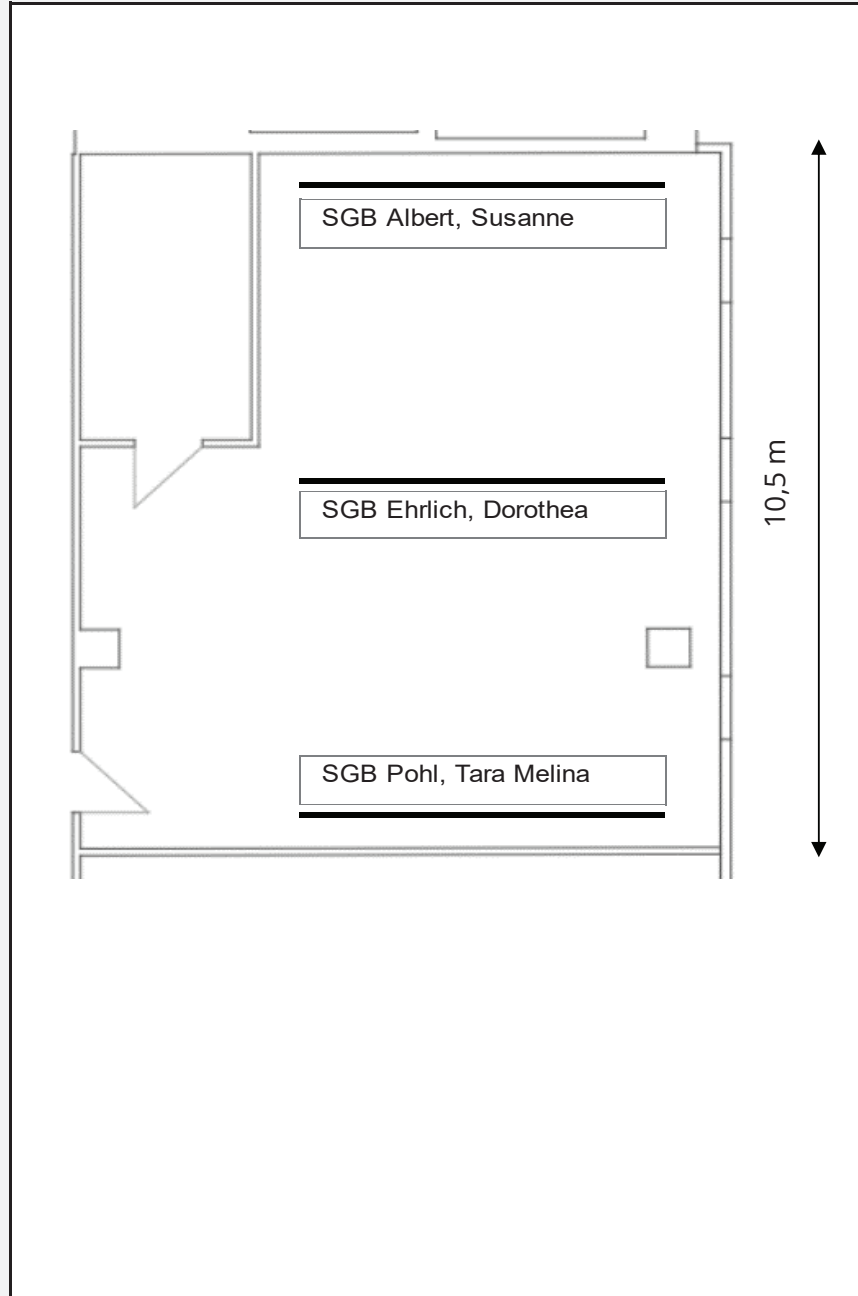 SGB Albert, Susanne
SGB Ehrlich, Dorothea
10,5 m
SGB Pohl, Tara Melina